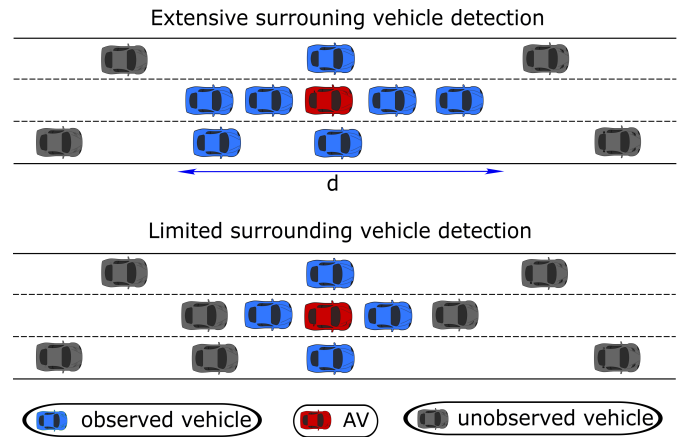 Extensive surrouning vehicle detection
d
Limited surrounding vehicle detection
observed vehicle AV unobserved vehicle